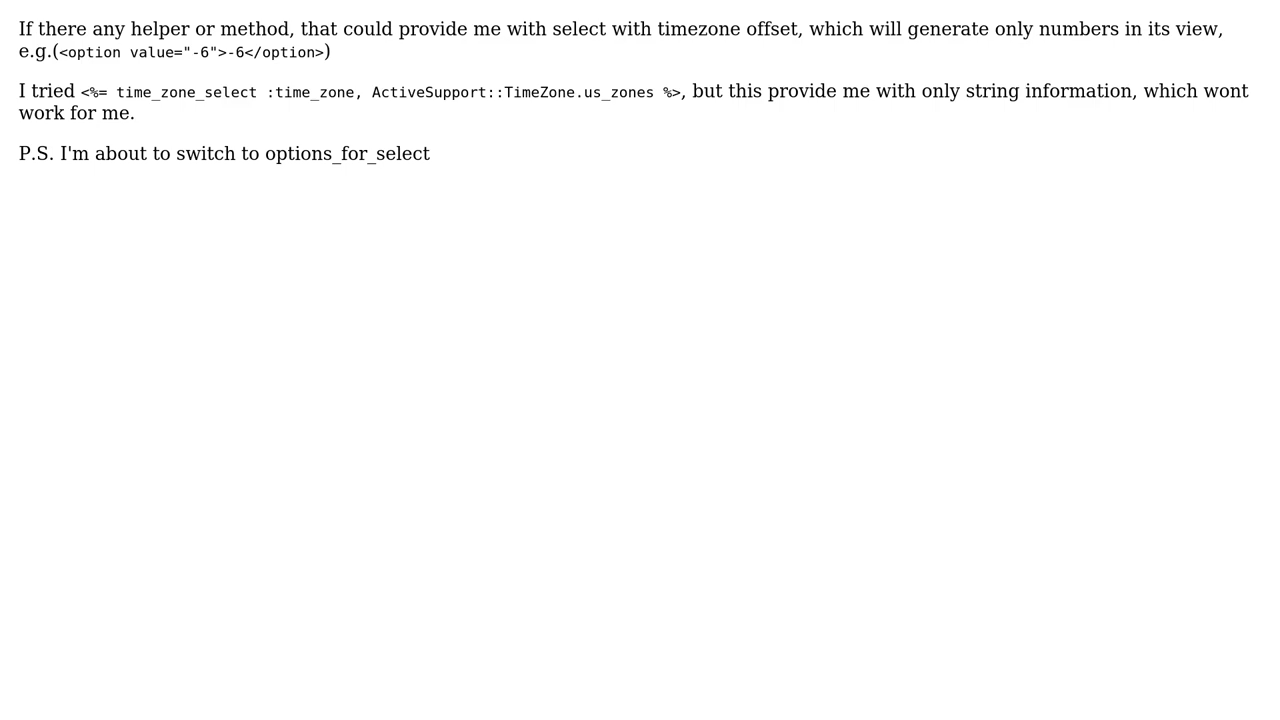 If there any helper or method, that could provide me with select with timezone offset, which will generate only numbers in its view,
e.g.(<option value="-6">-6</option>)
I tried <%= time_zone_select :time_zone, ActiveSupport::TimeZone.us_zones %>, but this provide me with only string information, which wont
work for me.
P.S. I'm about to switch to options_for_select